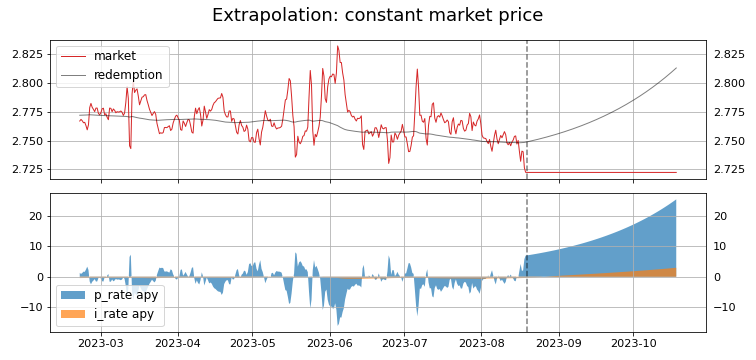 Extrapolation: constant market price
2.825 2.825
2.800 2.800
2.775 2.775
2.750 2.750
2.725 2.725
market
redemption
20 20
10 10
0 0
−10 −10
p_rate apy
i_rate apy
2023-03 2023-04 2023-05 2023-06 2023-07 2023-08 2023-09 2023-10